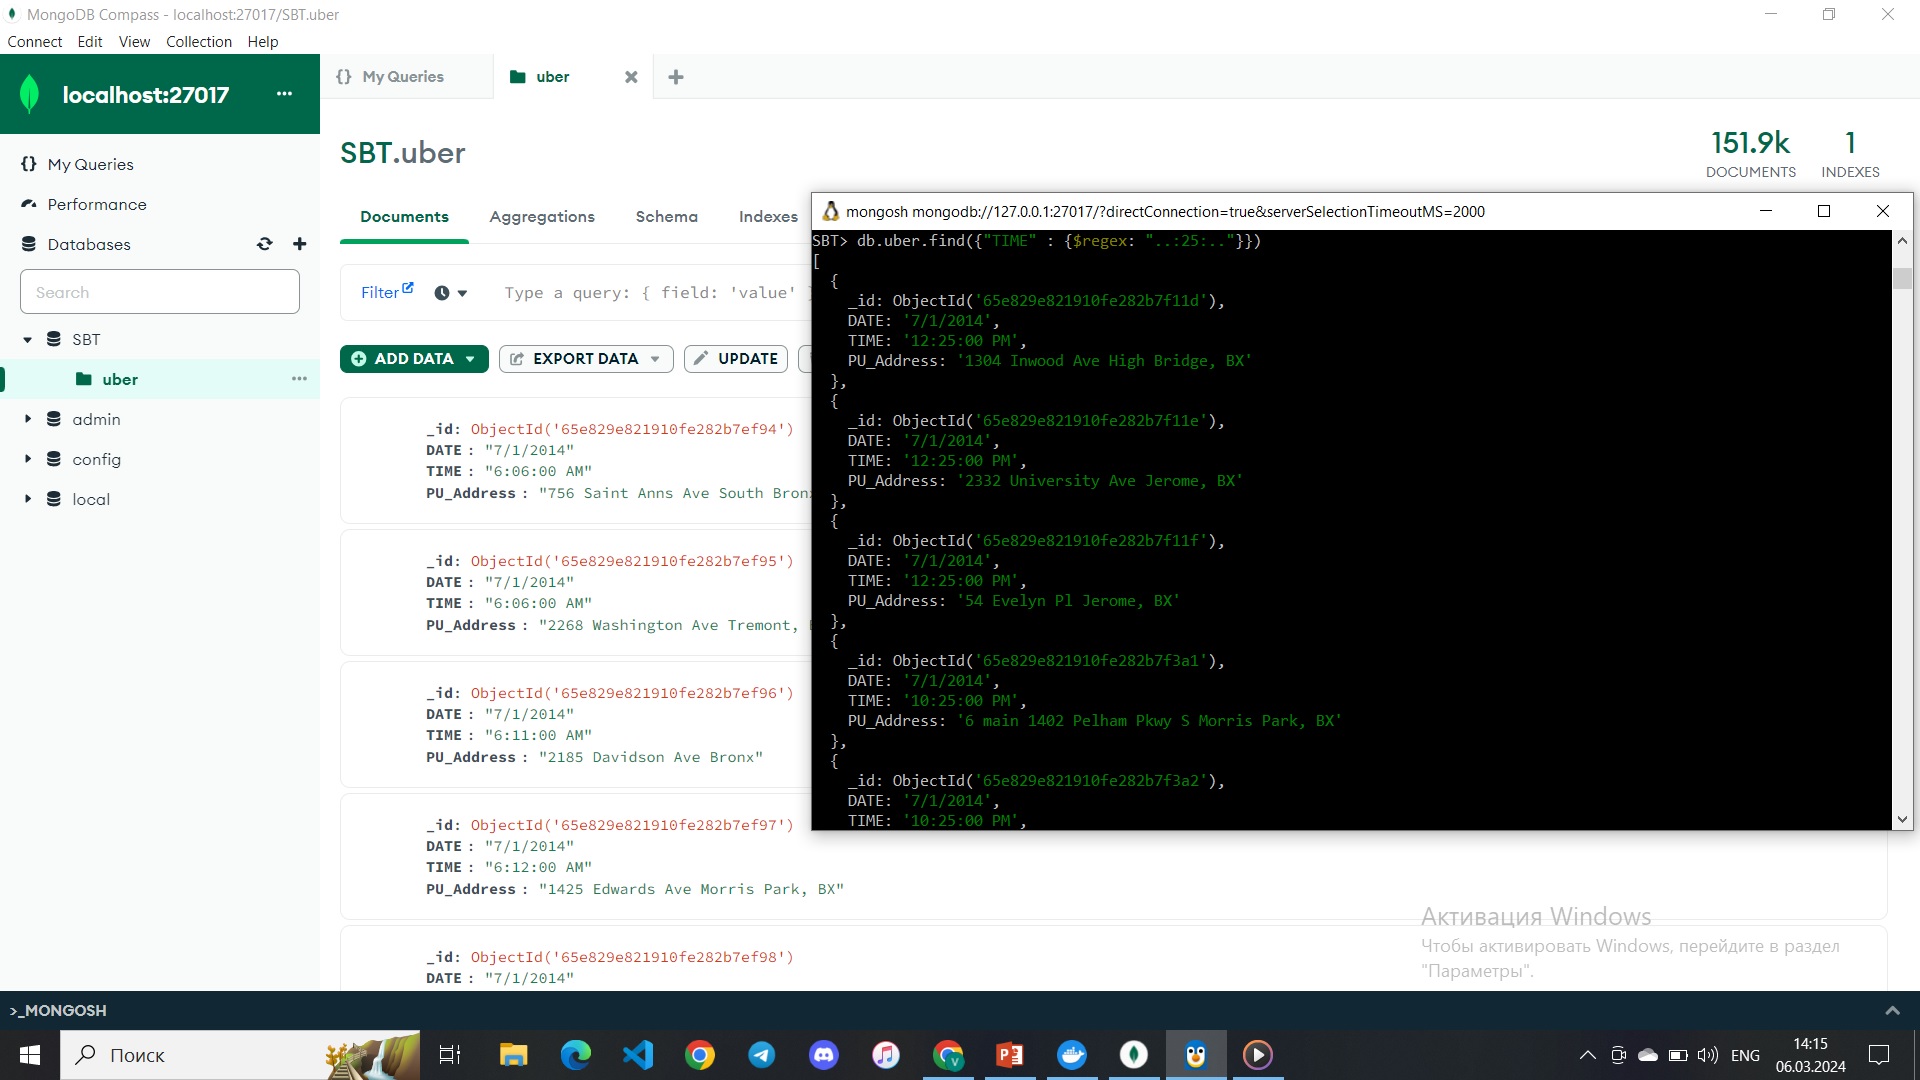 MongoDB Compass - localhost:27017/SBT.uber
Connect Edit View Collection Help
localhost:27017
{} My Queries
uber
SBT.uber
151.9k
DOCUMENTS
1
INDEXES
My Queries
Performance
Databases
Search
SBT
uber
admin
config
local
Documents Aggregations Schema Indexes
Filter
Type a query: { field: 'value' }
ADD DATA
EXPORT DATA
UPDATE
_id: ObjectId('65e829e821910fe282b7ef94')
DATE : "7/1/2014"
TIME : "6:06:00 AM"
PU_Address : "756 Saint Anns Ave South Bron
_id: ObjectId('65e829e821910fe282b7ef95')
DATE : "7/1/2014"
TIME : "6:06:00 AM"
PU_Address : "2268 Washington Ave Tremont,
_id: ObjectId('65e829e821910fe282b7ef96')
DATE : "7/1/2014"
TIME : "6:11:00 AM"
PU_Address : "2185 Davidson Ave Bronx"
_id: ObjectId('65e829e821910fe282b7ef97')
DATE : "7/1/2014"
TIME : "6:12:00 AM"
PU_Address : "1425 Edwards Ave Morris Park, BX"
_id: ObjectId('65e829e821910fe282b7ef98')
DATE : "7/1/2014"
mongosh mongodb://127.0.0.1:27017/?directConnection=true&serverSelectionTimeoutMS=2000
SBT> db.uber.find({"TIME" : {$regex: "..:25:.."}})
[
{
_id: ObjectId('65e829e821910fe282b7f11d'),
DATE: '7/1/2014',
TIME: '12:25:00 PM',
PU_Address: '1304 Inwood Ave High Bridge, BX'
},
{
_id: ObjectId('65e829e821910fe282b7f11e'),
DATE: '7/1/2014',
TIME: '12:25:00 PM',
PU_Address: '2332 University Ave Jerome, BX'
},
{
_id: ObjectId('65e829e821910fe282b7f11f'),
DATE: '7/1/2014',
TIME: '12:25:00 PM',
PU_Address: '54 Evelyn Pl Jerome, BX'
},
{
_id: ObjectId('65e829e821910fe282b7f3a1'),
DATE: '7/1/2014',
TIME: '10:25:00 PM',
PU_Address: '6 main 1402 Pelham Pkwy S Morris Park, BX'
},
{
_id: ObjectId('65e829e821910fe282b7f3a2'),
DATE: '7/1/2014',
TIME: '10:25:00 PM',
Активация Windows
Чтобы активировать Windows, перейдите в раздел
"Параметры".
>_MONGOSH
Поиск
ENG
14:15
06.03.2024